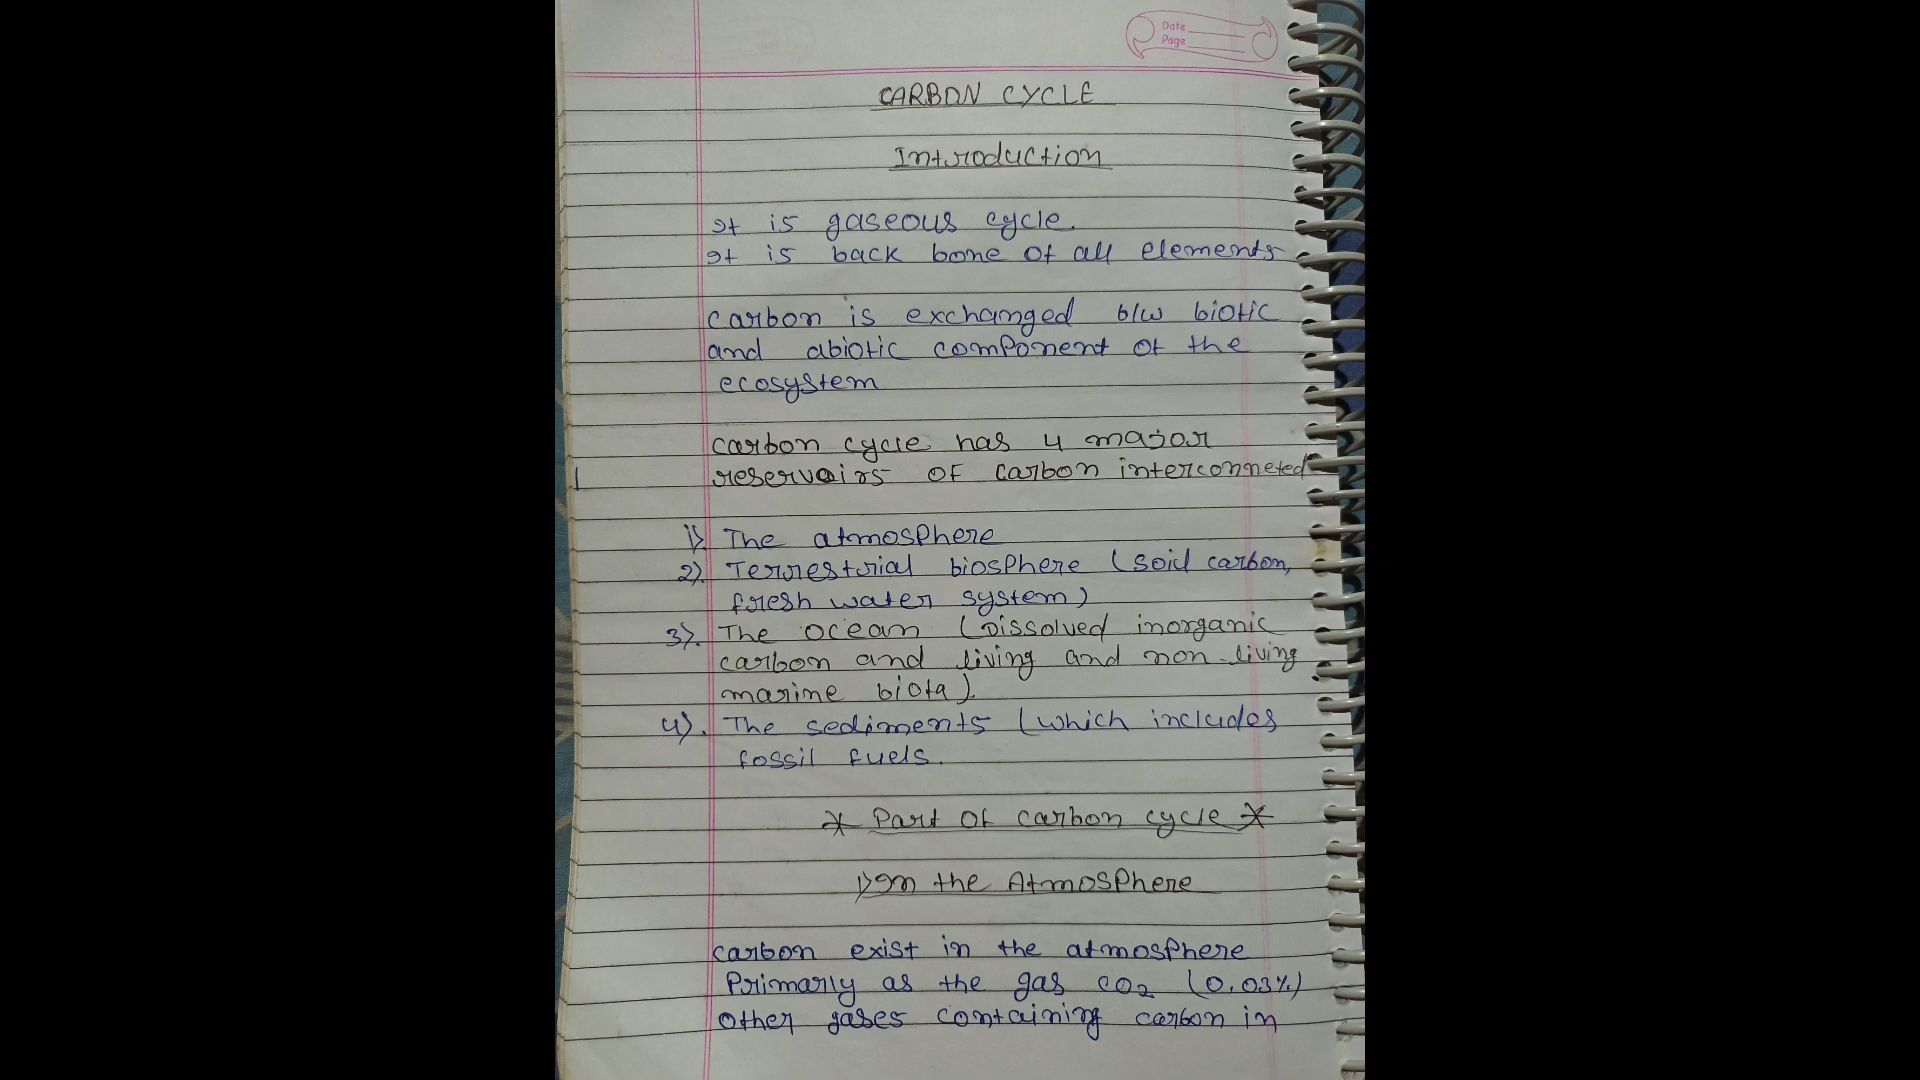 Date
Page
CARBON CYCLE
Introduction
It is gaseous cycle.
It is back bone of all elements
carbon is exchanged b/w biotic
and abiotic component of the
ecosystem
carbon cycle has 4 major
reservoirs of carbon interconneted
1). The atmosphere
2). Terrestrial biosphere (soil carbon,
fresh water system)
3). The ocean (Dissolved inorganic
carbon and living and non-living
marine biota).
4). The sediments (which includes
fossil fuels.
* Part of carbon cycle *
1) In the Atmosphere
carbon exist in the atmosphere
Primarly as the gas CO2 (0.03%)
other gases containing carbon in